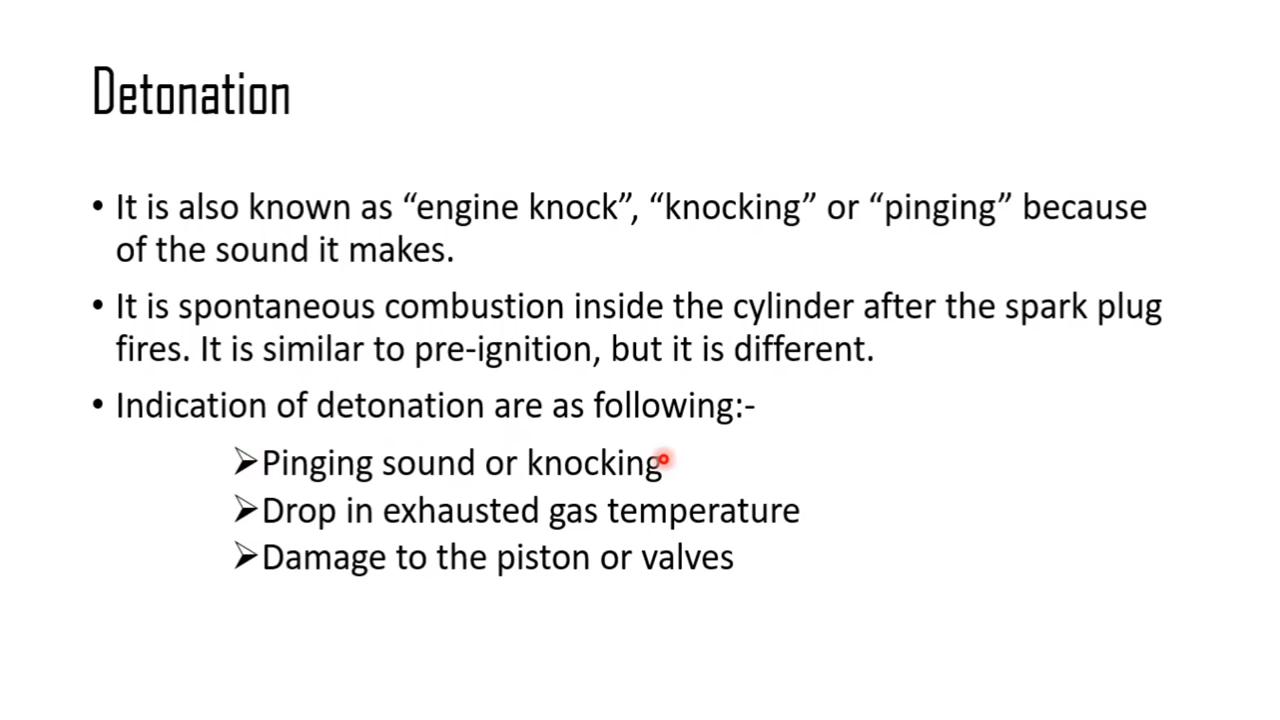 Detonation
• It is also known as “engine knock”, “knocking” or “pinging” because
of the sound it makes.
• It is spontaneous combustion inside the cylinder after the spark plug
fires. It is similar to pre-ignition, but it is different.
• Indication of detonation are as following:-
➢Pinging sound or knocking
➢Drop in exhausted gas temperature
➢Damage to the piston or valves